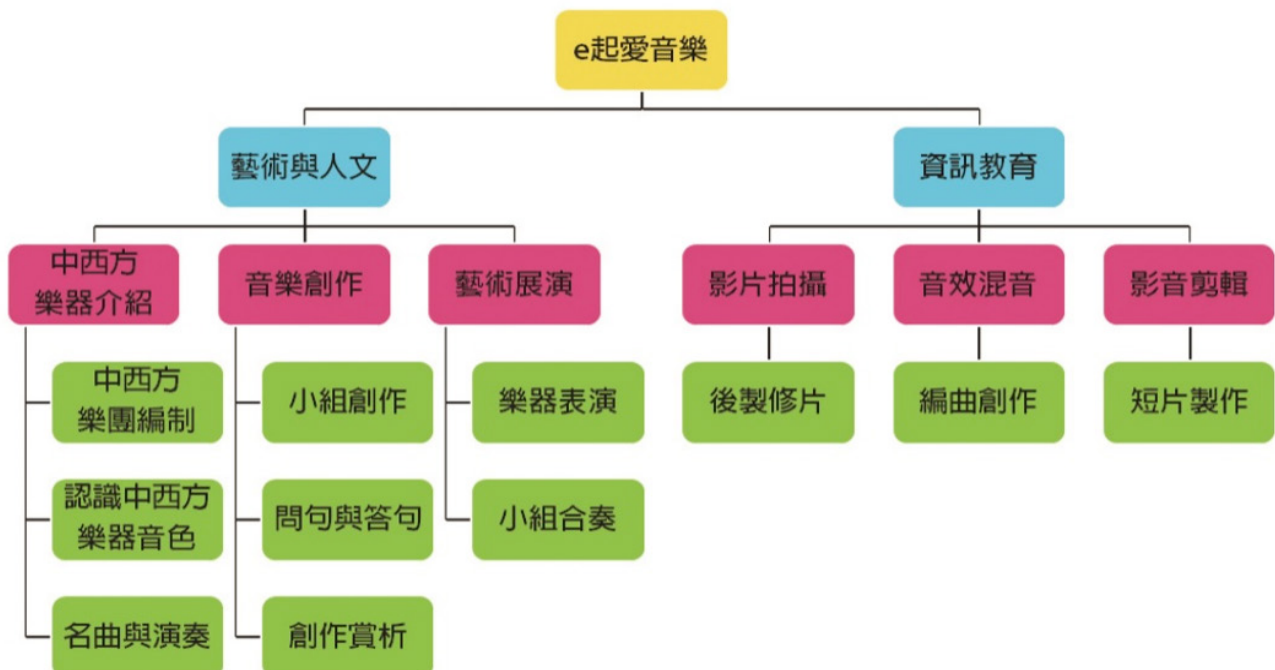 e起愛音樂
藝術與人文
資訊教育
中西方
樂器介紹
音樂創作
藝術展演
影片拍攝
音效混音
影音剪輯
中西方
樂團編制
小組創作
樂器表演
後製修片
編曲創作
短片製作
認識中西方
樂器音色
問句與答句
小組合奏
名曲與演奏
創作賞析